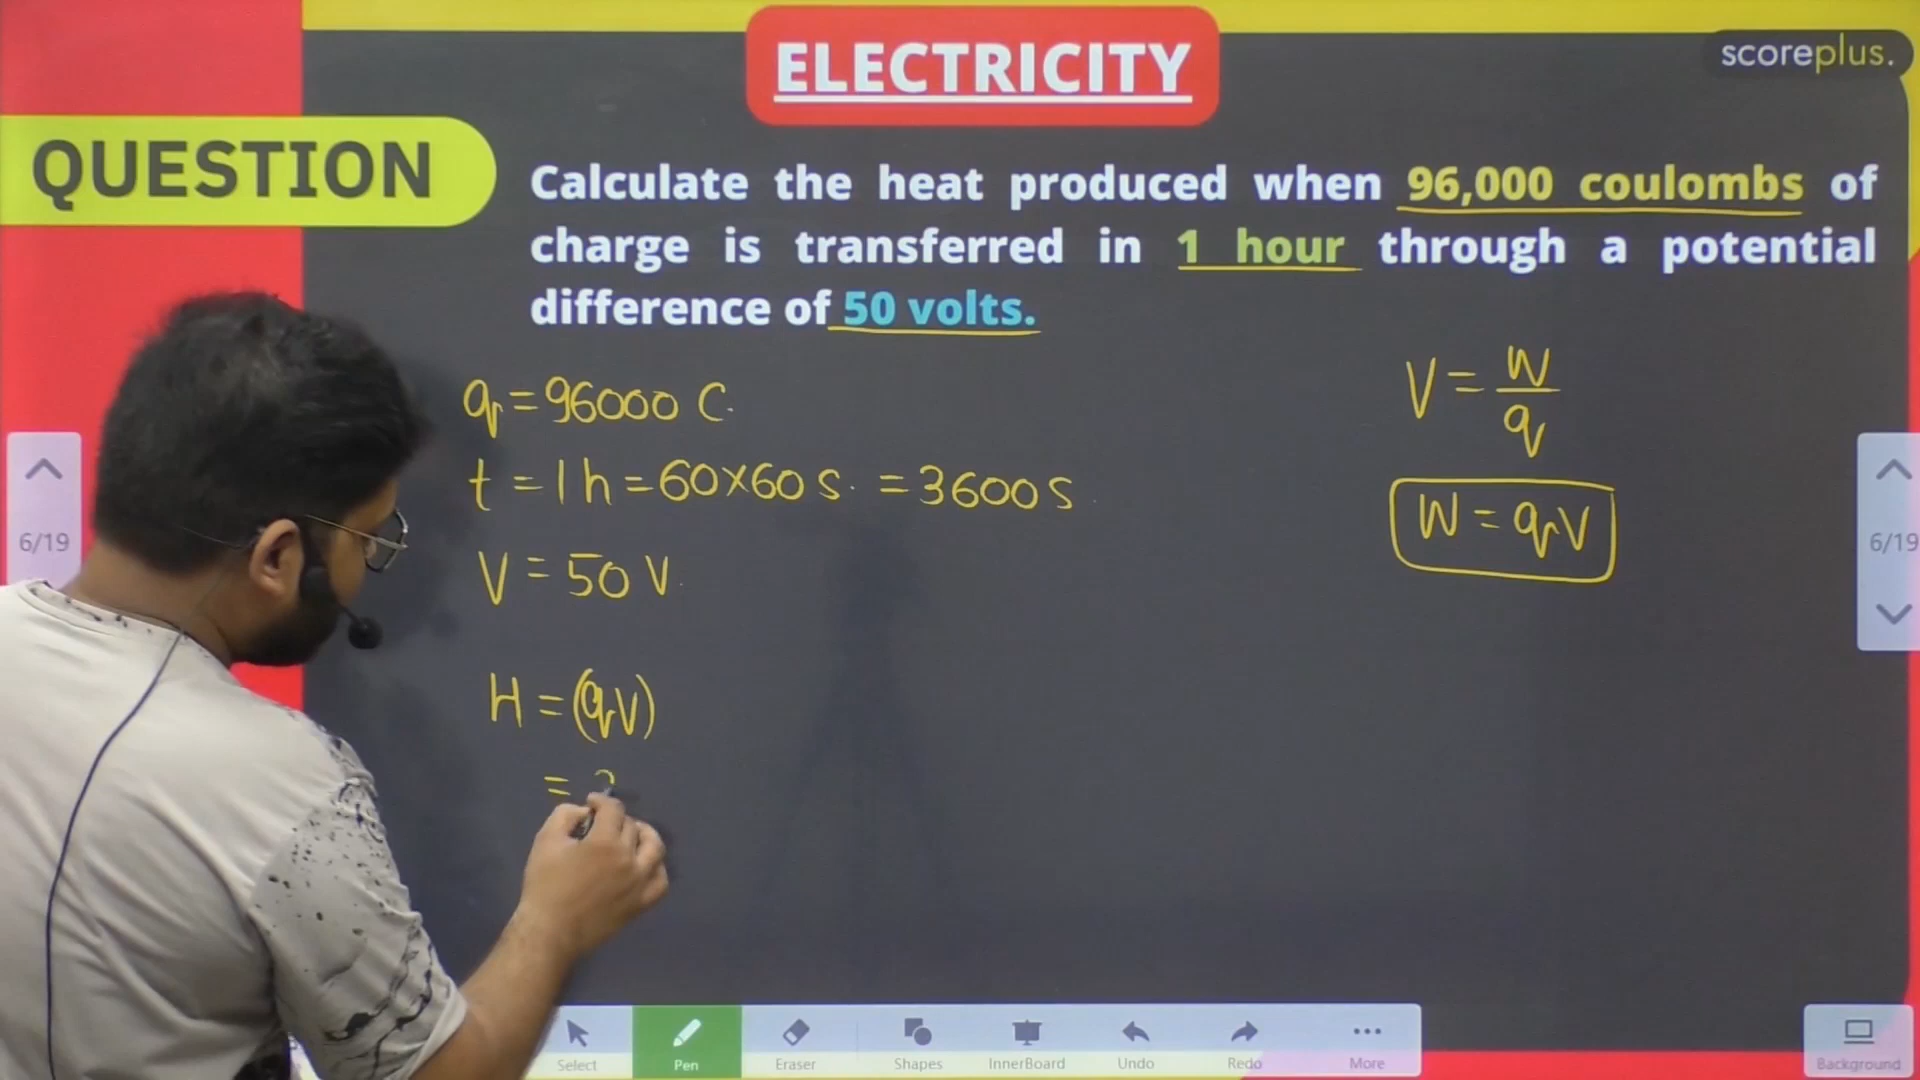 ELECTRICITY
scoreplus.
QUESTION
Calculate the heat produced when 96,000 coulombs of
charge is transferred in 1 hour through a potential
difference of 50 volts.
q = 96000 C.
t = 1 h = 60×60 s. = 3600 s
V = 50 V.
H = (qV)
=
V = W/q
W = qV
6/19
6/19
Select
Pen
Eraser
Shapes
InnerBoard
Undo
Redo
More
Background